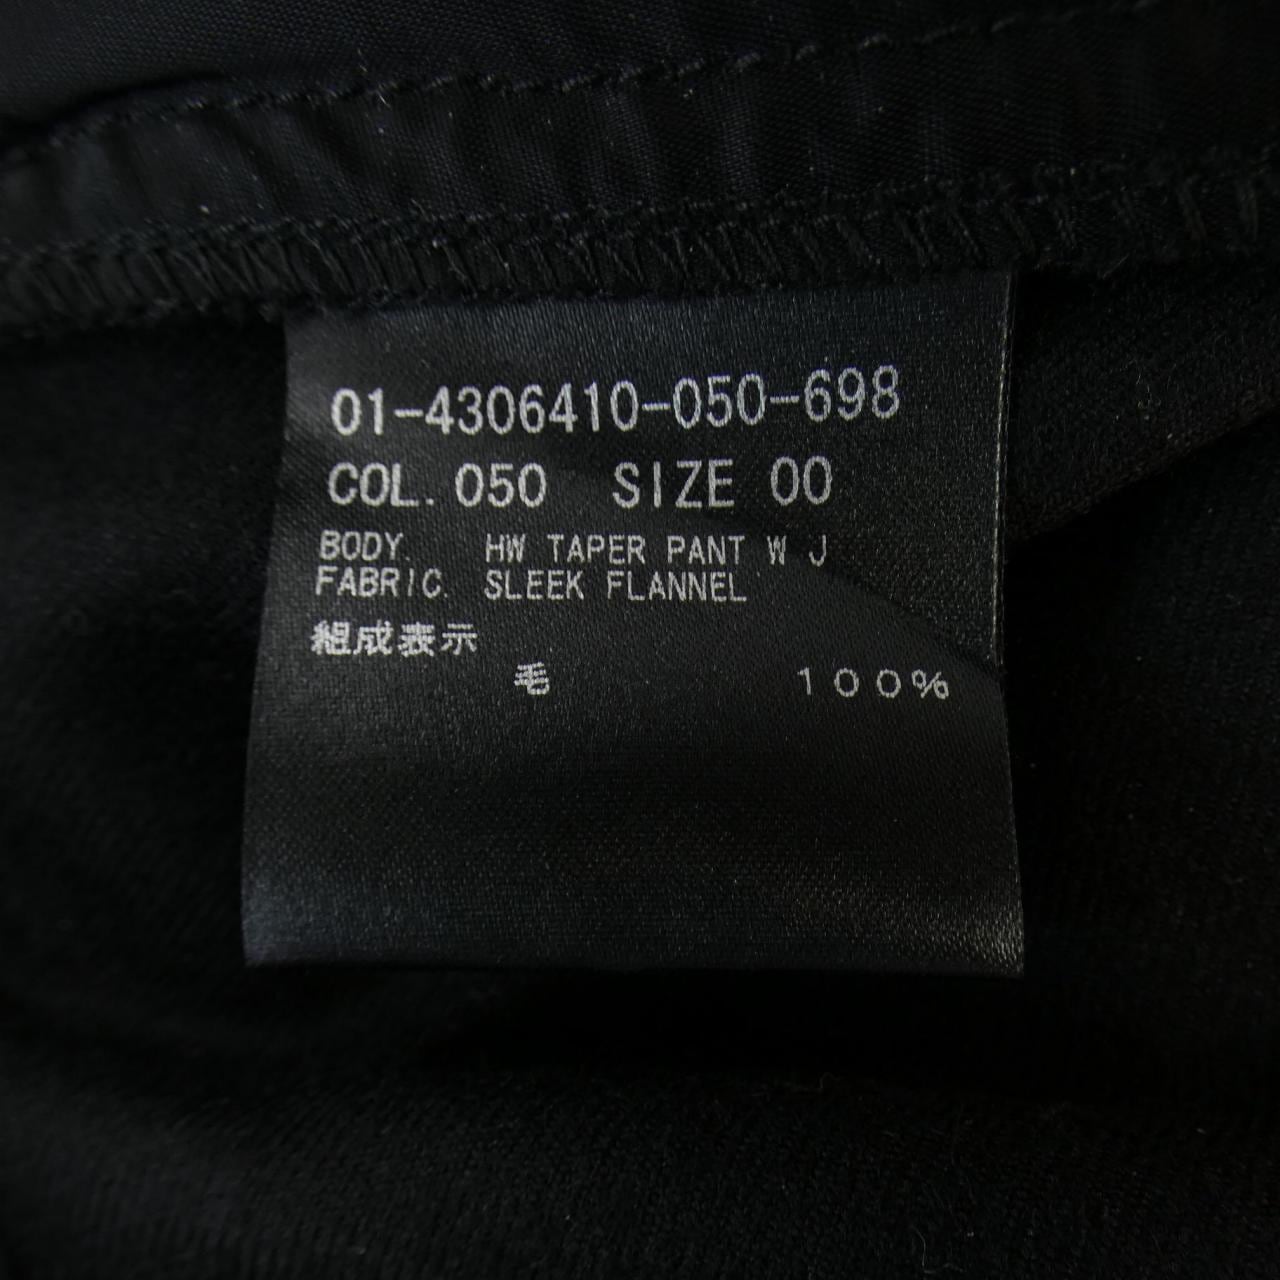 01-4306410-050-698
COL. 050 SIZE 00
BODY. HW TAPER PANT W J
FABRIC. SLEEK FLANNEL
組成表示
毛 100%